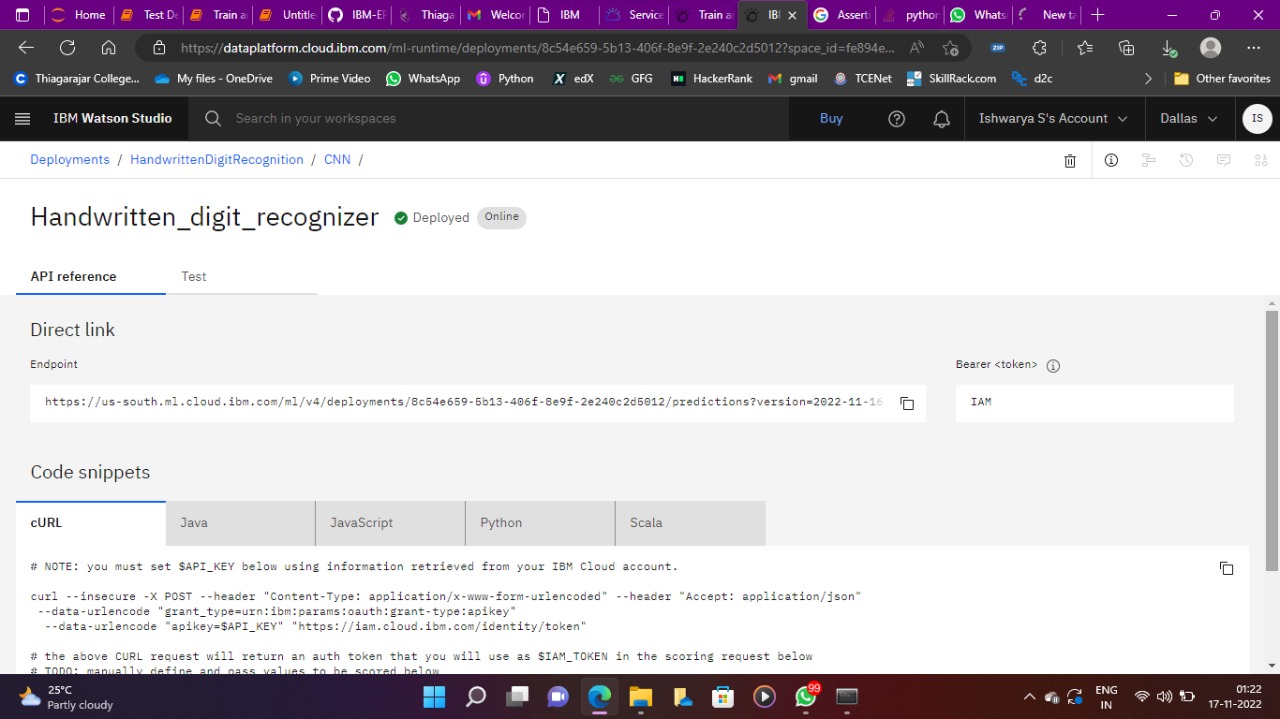 Home
Test De
Train an
Untitle
IBM-EP
Thiaga
Welcor
IBM
Service
Train a
IBM
Asserti
python
Whats
New ta
https://dataplatform.cloud.ibm.com/ml-runtime/deployments/8c54e659-5b13-406f-8e9f-2e240c2d5012?space_id=fe894e...
ZIP
Thiagarajar College...
My files - OneDrive
Prime Video
WhatsApp
Python
edX
GFG
HackerRank
gmail
TCENet
SkillRack.com
d2c
Other favorites
IBM Watson Studio
Search in your workspaces
Buy
Ishwarya S's Account
Dallas
IS
Deployments / HandwrittenDigitRecognition / CNN /
Handwritten_digit_recognizer
Deployed
Online
API reference
Test
Direct link
Endpoint
Bearer <token>
https://us-south.ml.cloud.ibm.com/ml/v4/deployments/8c54e659-5b13-406f-8e9f-2e240c2d5012/predictions?version=2022-11-16
IAM
Code snippets
cURL
Java
JavaScript
Python
Scala
# NOTE: you must set $API_KEY below using information retrieved from your IBM Cloud account.
curl --insecure -X POST --header "Content-Type: application/x-www-form-urlencoded" --header "Accept: application/json"
--data-urlencode "grant_type=urn:ibm:params:oauth:grant-type:apikey"
--data-urlencode "apikey=$API_KEY" "https://iam.cloud.ibm.com/identity/token"
# the above CURL request will return an auth token that you will use as $IAM_TOKEN in the scoring request below
# TODO: manually define and pass values to be scored below
25°C
Partly cloudy
99
ENG
IN
01:22
17-11-2022